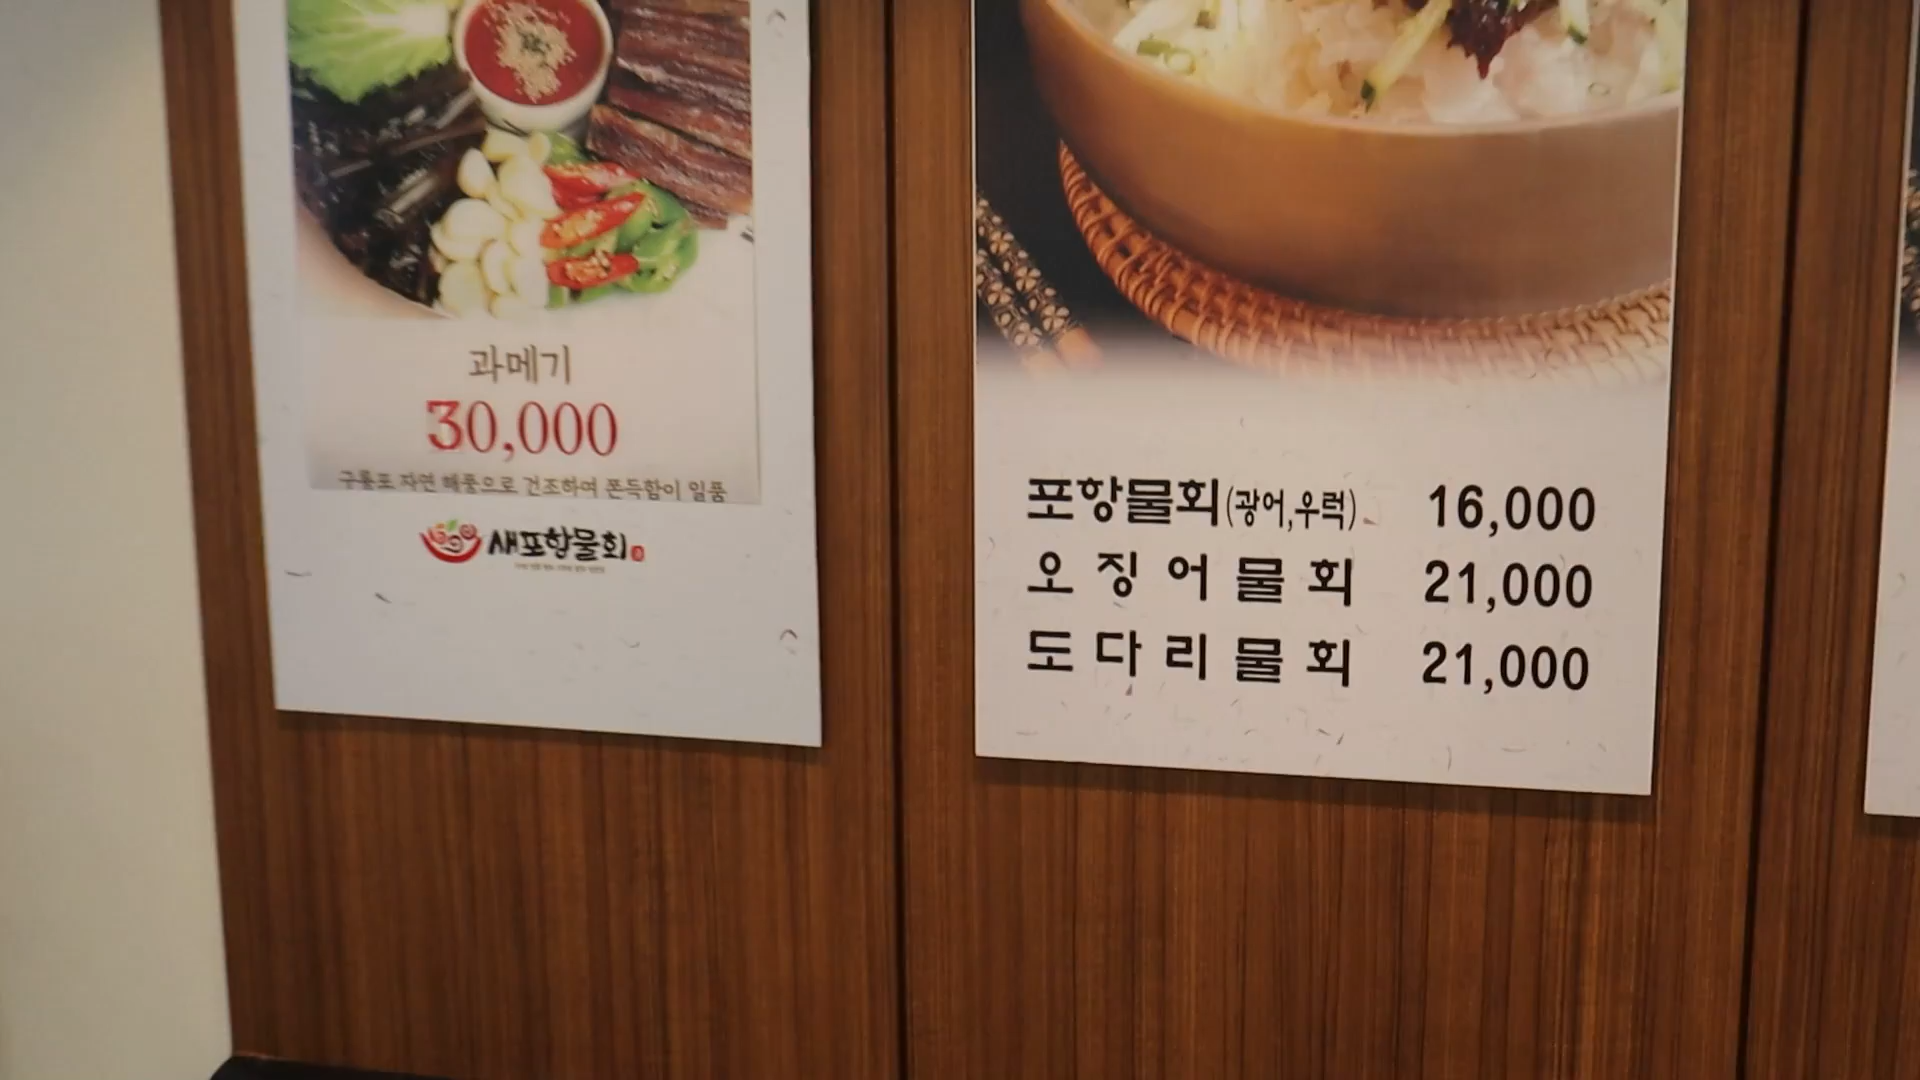 과메기
30,000
구룡포 자연 해풍으로 건조하여 쫀득함이 일품
새포항물회
포항물회(광어,우럭) 16,000
오징어물회 21,000
도다리물회 21,000